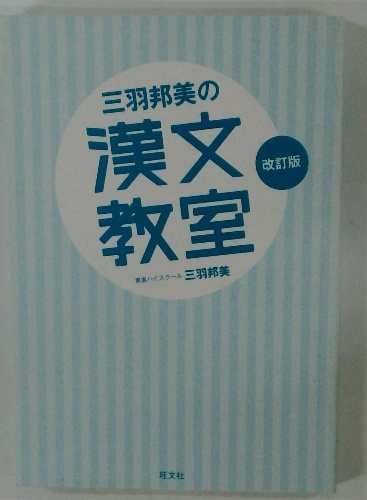 三羽邦美の
漢文
教室
改訂版
東進ハイスクール 三羽邦美
旺文社